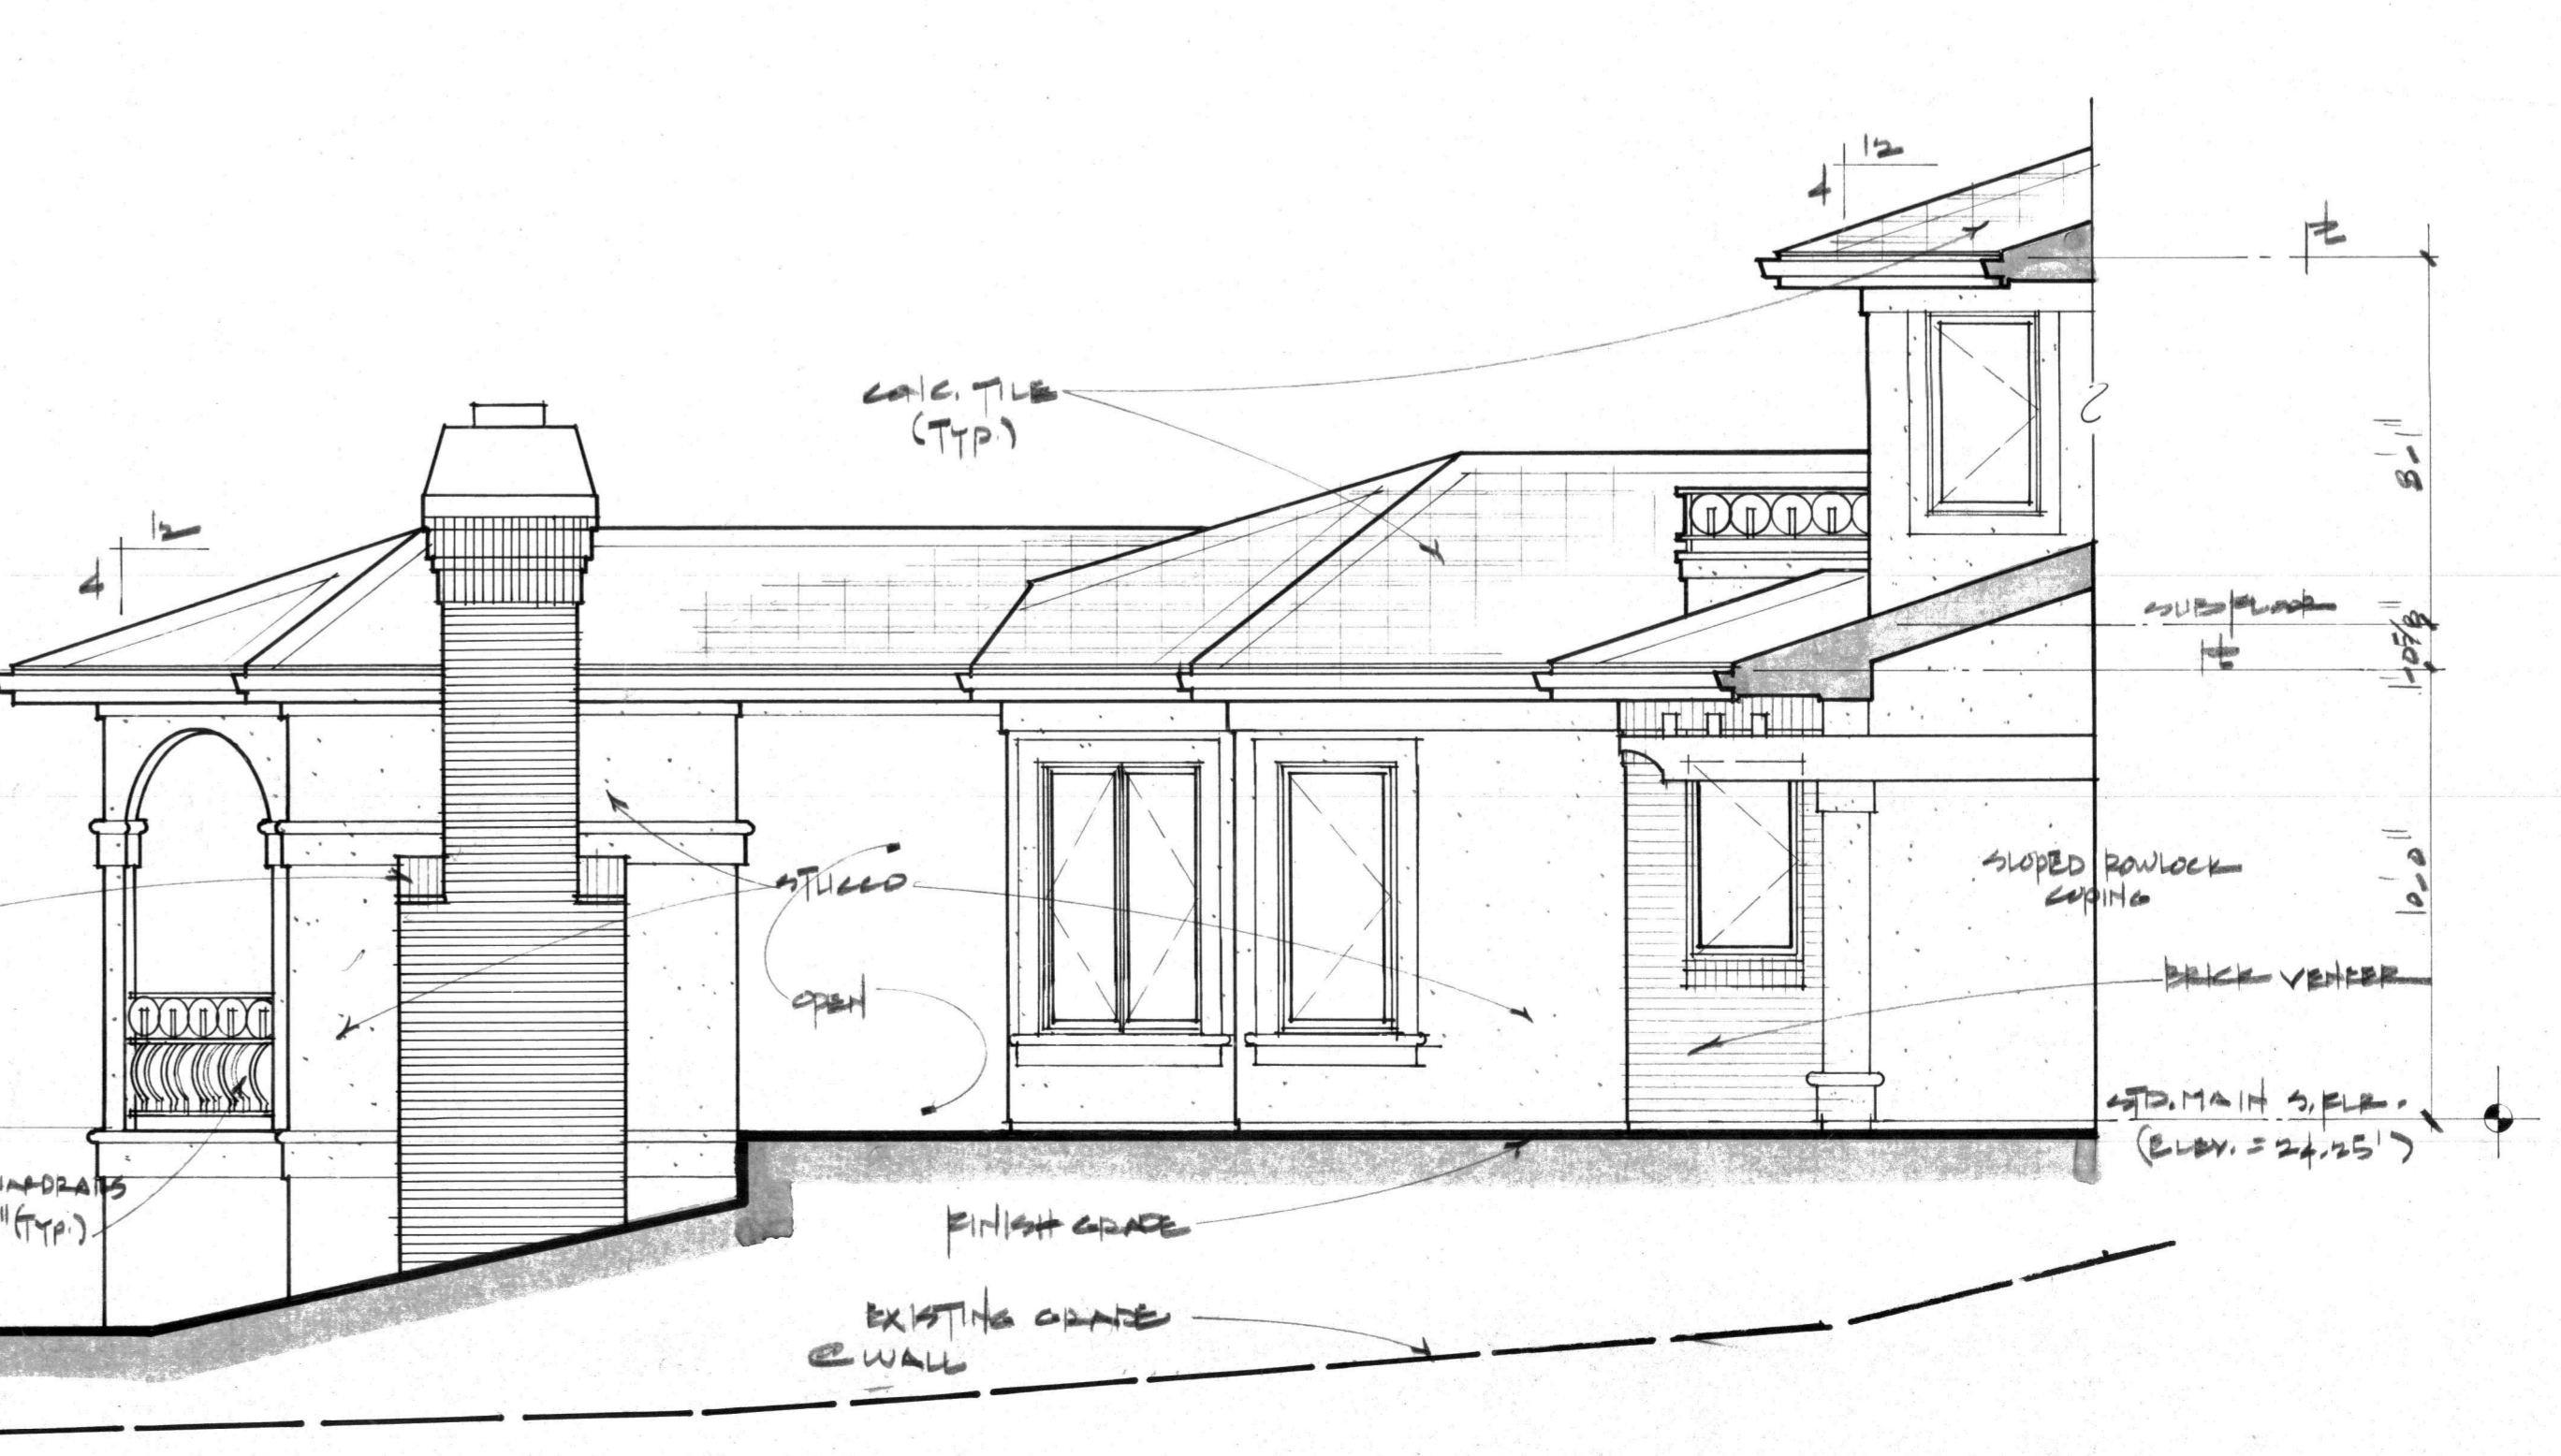 12
4
CONC. TILE
(TYP.)
12
4
8'-1"
SUBFLOOR
1'-0 7/8"
STUCCO
10'-0"
SLOPED ROWLOCK
COPING
OPEN
BRICK VENEER
STD. MAIN S. FLR.
(ELEV. = 24.25')
(TYP.)
FINISH GRADE
EXISTING GRADE
@ WALL